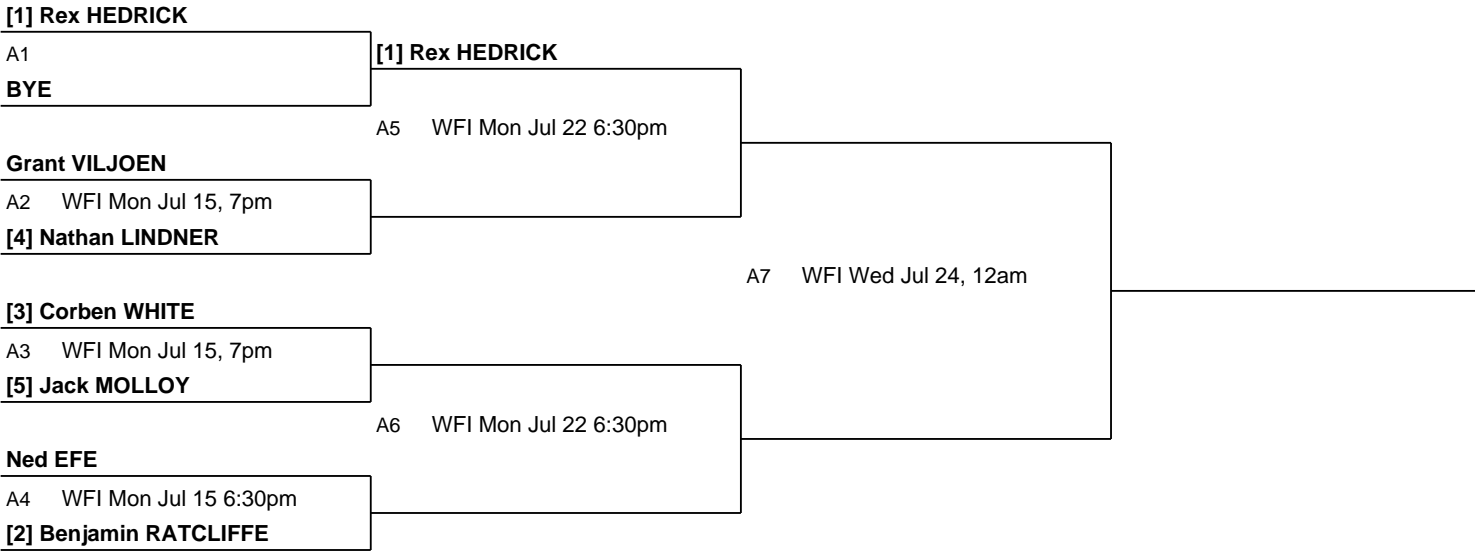 [1] Rex HEDRICK
A1
[1] Rex HEDRICK
BYE
A5 WFI Mon Jul 22 6:30pm
Grant VILJOEN
A2 WFI Mon Jul 15, 7pm
[4] Nathan LINDNER
A7 WFI Wed Jul 24, 12am
[3] Corben WHITE
A3 WFI Mon Jul 15, 7pm
[5] Jack MOLLOY
A6 WFI Mon Jul 22 6:30pm
Ned EFE
A4 WFI Mon Jul 15 6:30pm
[2] Benjamin RATCLIFFE